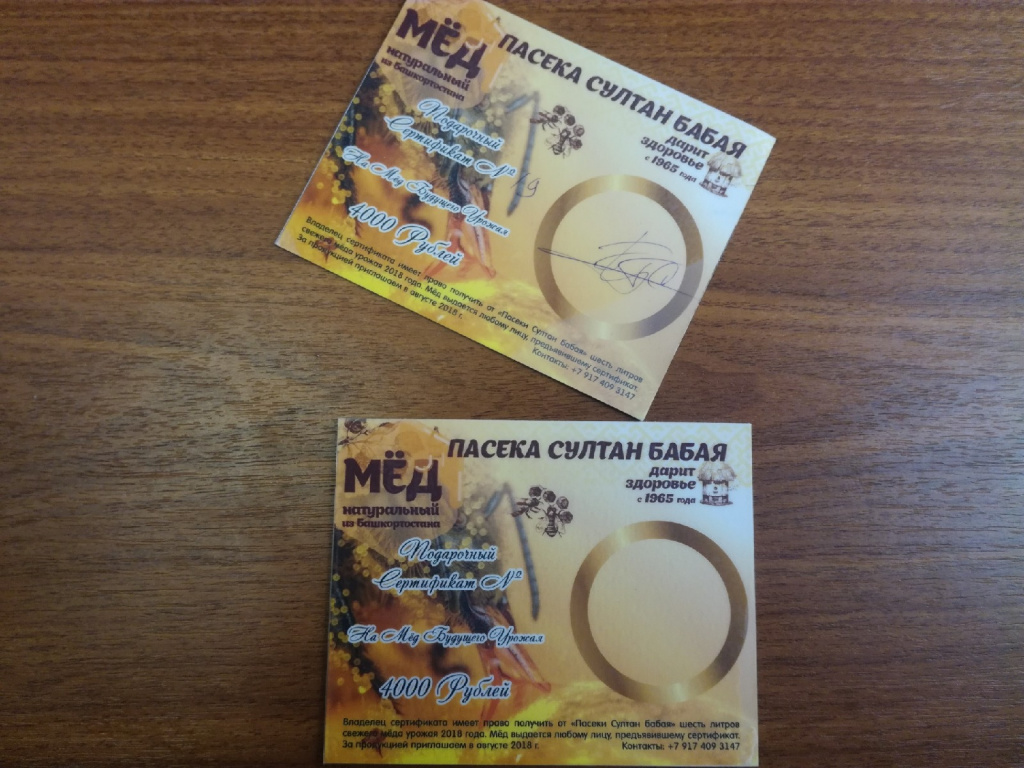 МЁД
натуральный
из Башкортостана
ПАСЕКА СУЛТАН БАБАЯ
дарит
здоровье
с 1965 года
Подарочный
Сертификат № 19
На Мёд Будущего Урожая
4000 Рублей
Владелец сертификата имеет право получить от «Пасеки Султан бабая» шесть литров
свежего мёда урожая 2018 года. Мёд выдается любому лицу, предъявившему сертификат.
За продукцией приглашаем в августе 2018 г. Контакты: +7 917 409 3147
МЁД
натуральный
из Башкортостана
ПАСЕКА СУЛТАН БАБАЯ
дарит
здоровье
с 1965 года
Подарочный
Сертификат №
На Мёд Будущего Урожая
4000 Рублей
Владелец сертификата имеет право получить от «Пасеки Султан бабая» шесть литров
свежего мёда урожая 2018 года. Мёд выдается любому лицу, предъявившему сертификат.
За продукцией приглашаем в августе 2018 г. Контакты: +7 917 409 3147